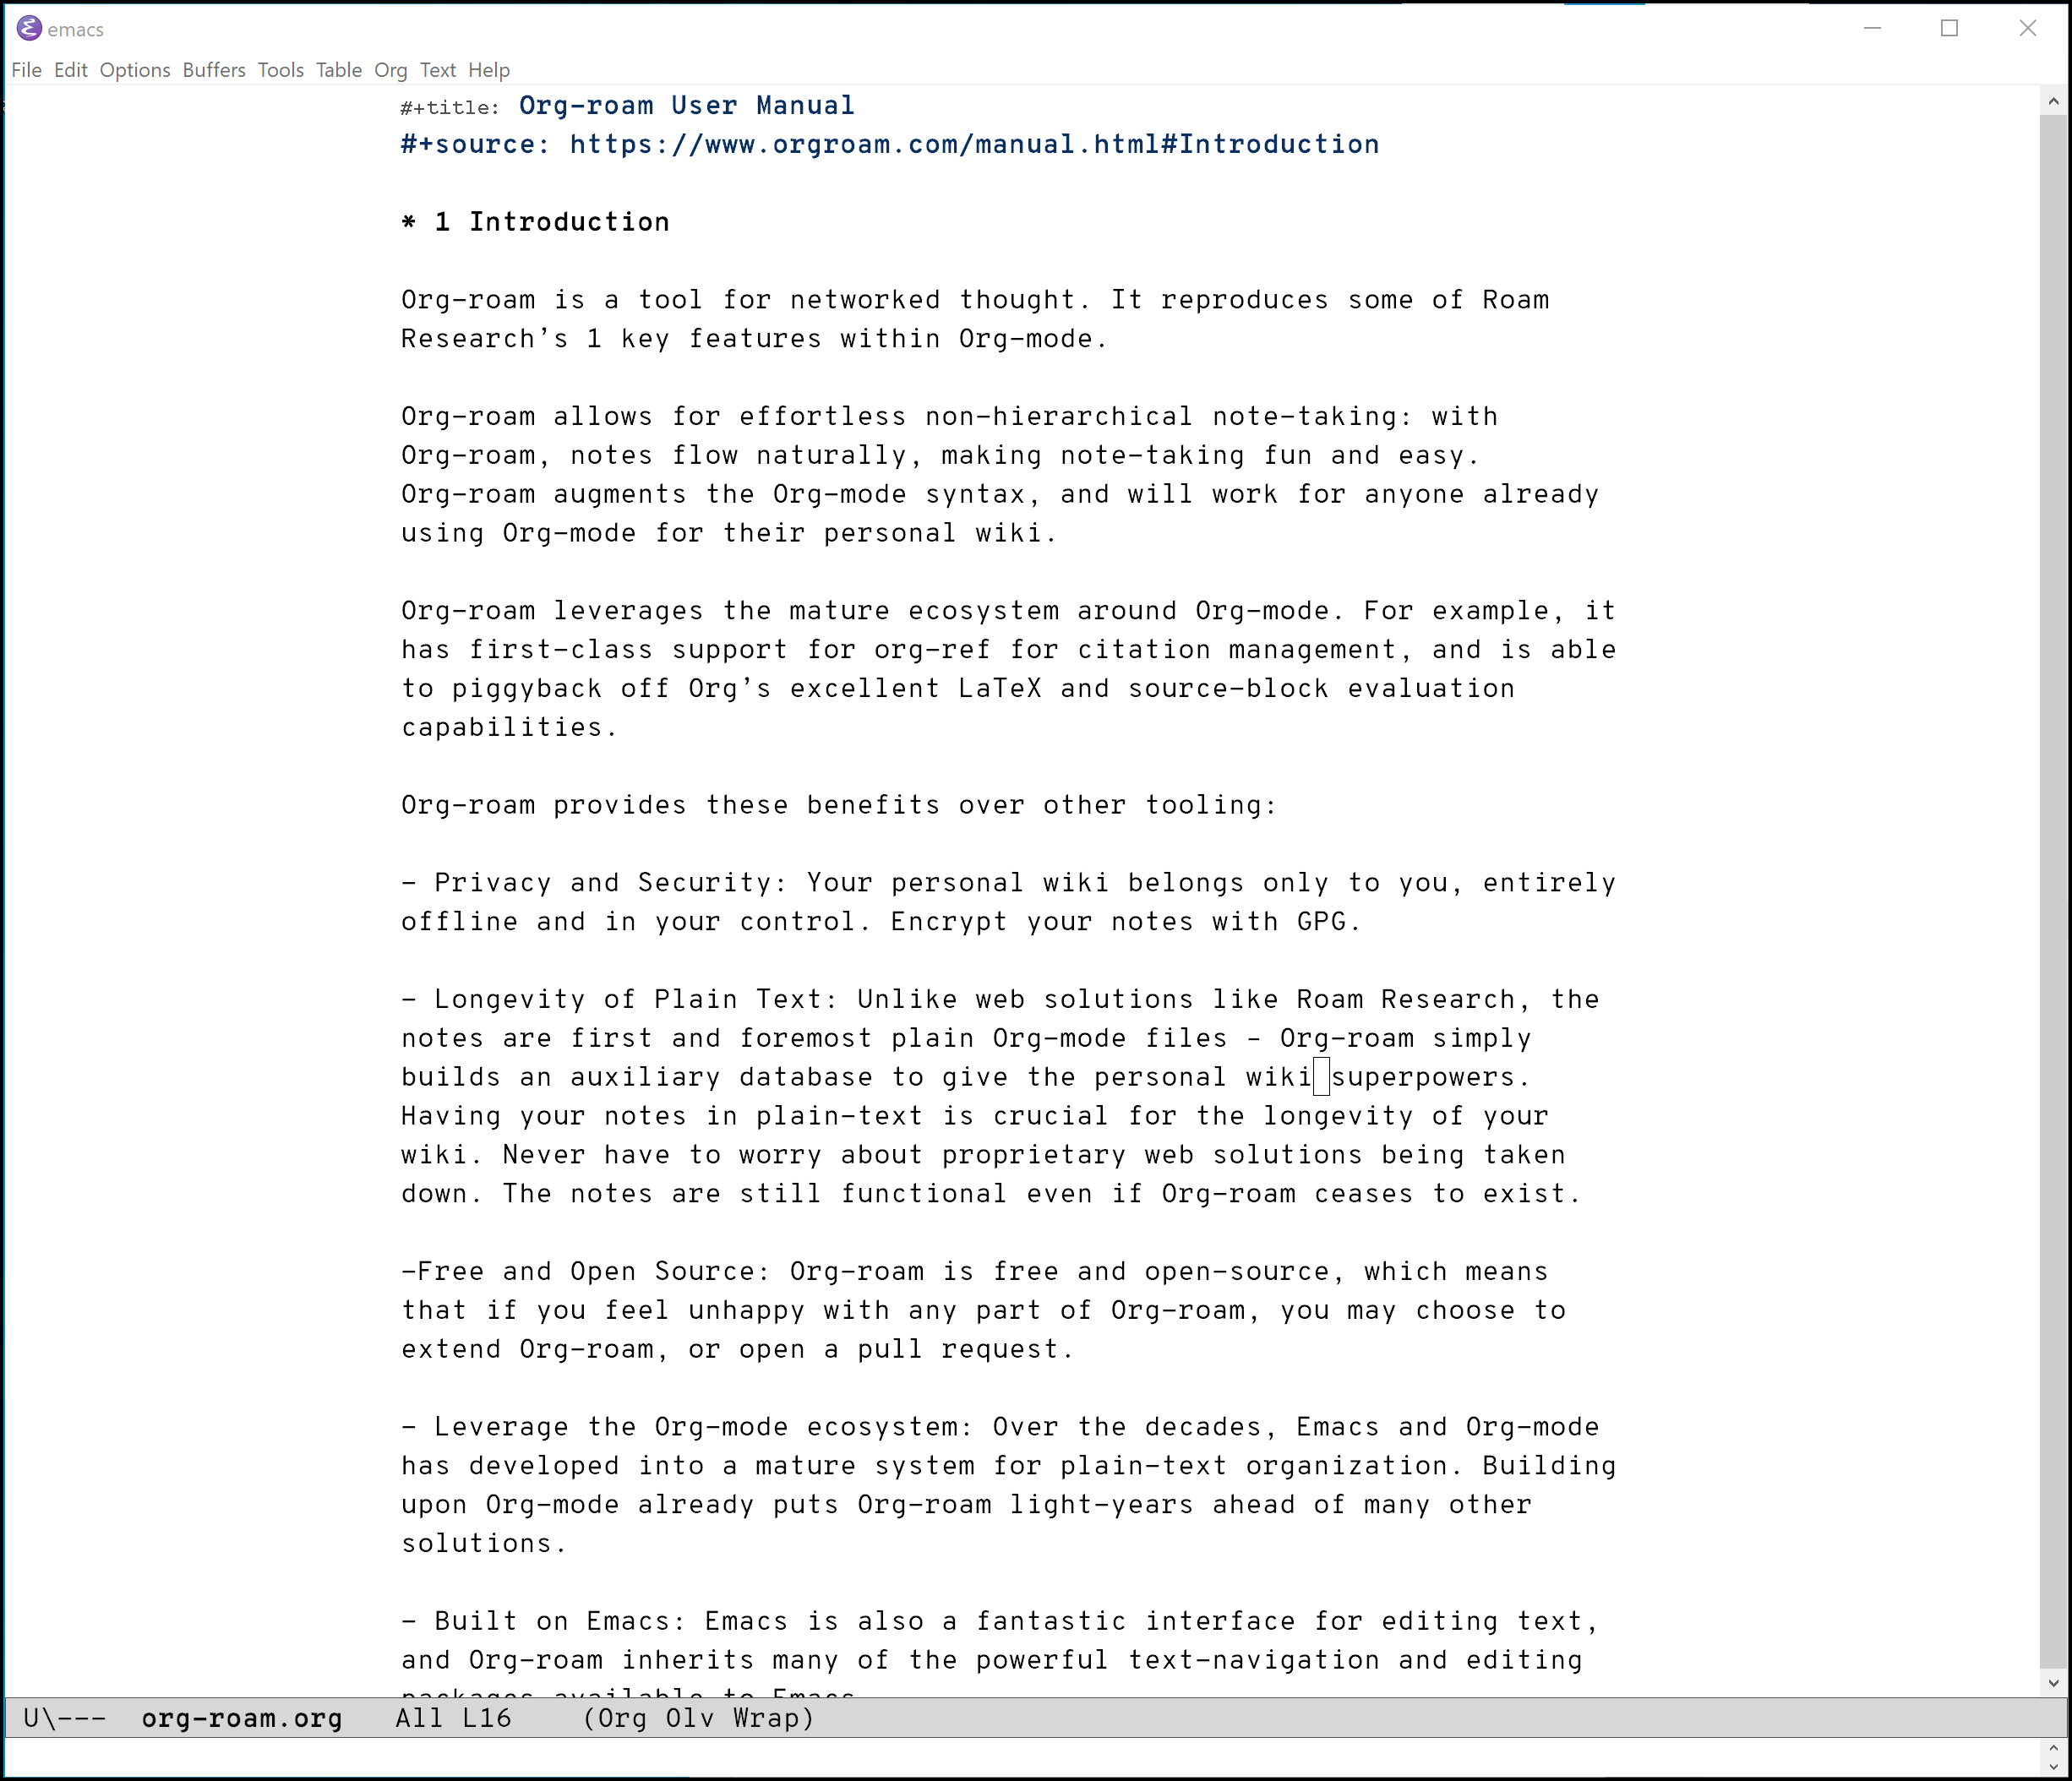 emacs
File Edit Options Buffers Tools Table Org Text Help
#+title: Org-roam User Manual
#+source: https://www.orgroam.com/manual.html#Introduction
* 1 Introduction
Org-roam is a tool for networked thought. It reproduces some of Roam
Research’s 1 key features within Org-mode.
Org-roam allows for effortless non-hierarchical note-taking: with
Org-roam, notes flow naturally, making note-taking fun and easy.
Org-roam augments the Org-mode syntax, and will work for anyone already
using Org-mode for their personal wiki.
Org-roam leverages the mature ecosystem around Org-mode. For example, it
has first-class support for org-ref for citation management, and is able
to piggyback off Org’s excellent LaTeX and source-block evaluation
capabilities.
Org-roam provides these benefits over other tooling:
- Privacy and Security: Your personal wiki belongs only to you, entirely
offline and in your control. Encrypt your notes with GPG.
- Longevity of Plain Text: Unlike web solutions like Roam Research, the
notes are first and foremost plain Org-mode files - Org-roam simply
builds an auxiliary database to give the personal wiki superpowers.
Having your notes in plain-text is crucial for the longevity of your
wiki. Never have to worry about proprietary web solutions being taken
down. The notes are still functional even if Org-roam ceases to exist.
-Free and Open Source: Org-roam is free and open-source, which means
that if you feel unhappy with any part of Org-roam, you may choose to
extend Org-roam, or open a pull request.
- Leverage the Org-mode ecosystem: Over the decades, Emacs and Org-mode
has developed into a mature system for plain-text organization. Building
upon Org-mode already puts Org-roam light-years ahead of many other
solutions.
- Built on Emacs: Emacs is also a fantastic interface for editing text,
and Org-roam inherits many of the powerful text-navigation and editing
packages available to Emacs
U\--- org-roam.org All L16 (Org Olv Wrap)